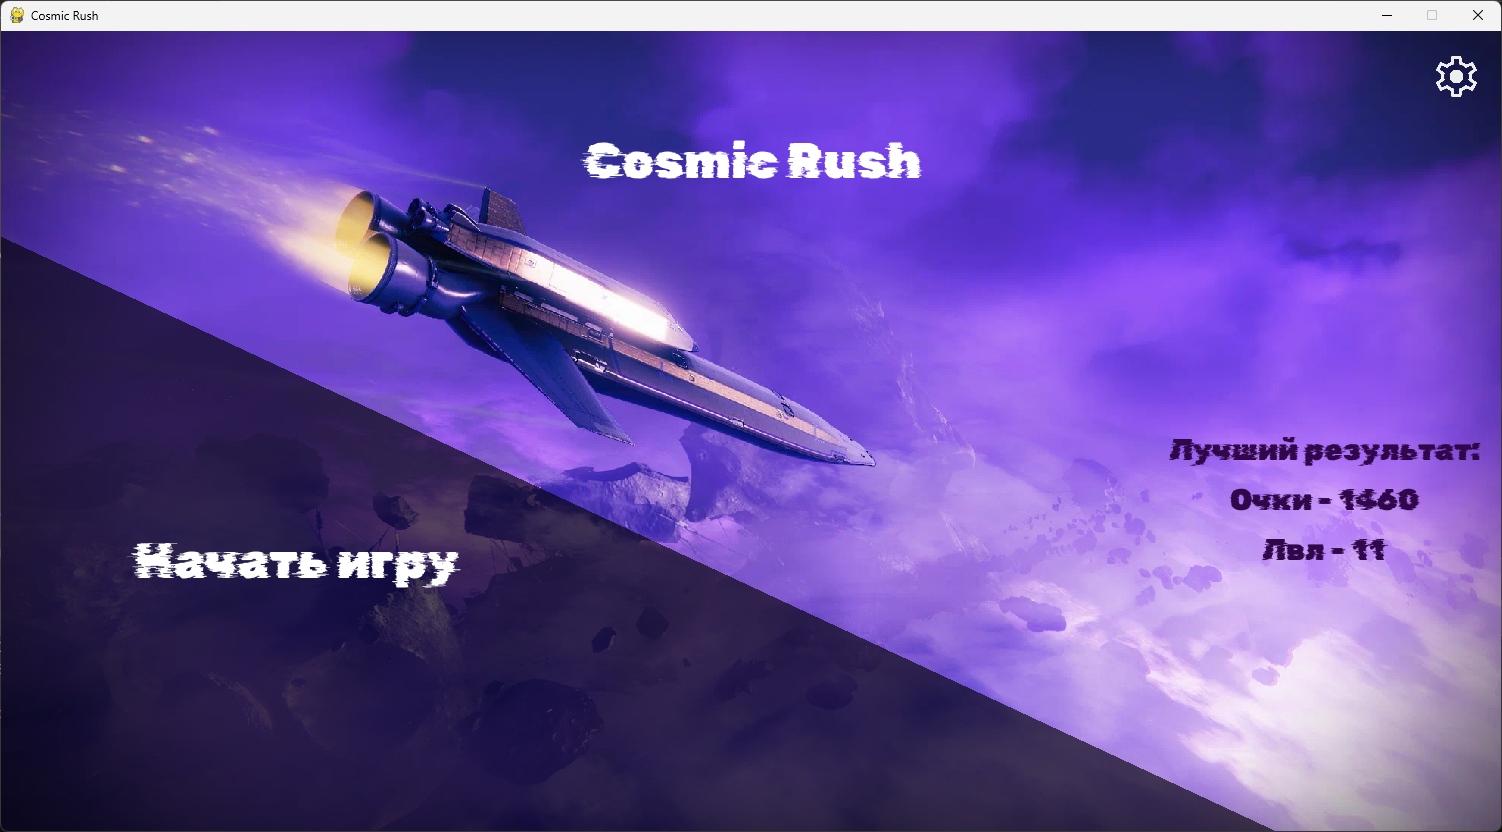 Cosmic Rush
Cosmic Rush
Лучший результат:
Очки - 1460
Лвл - 11
Начать игру